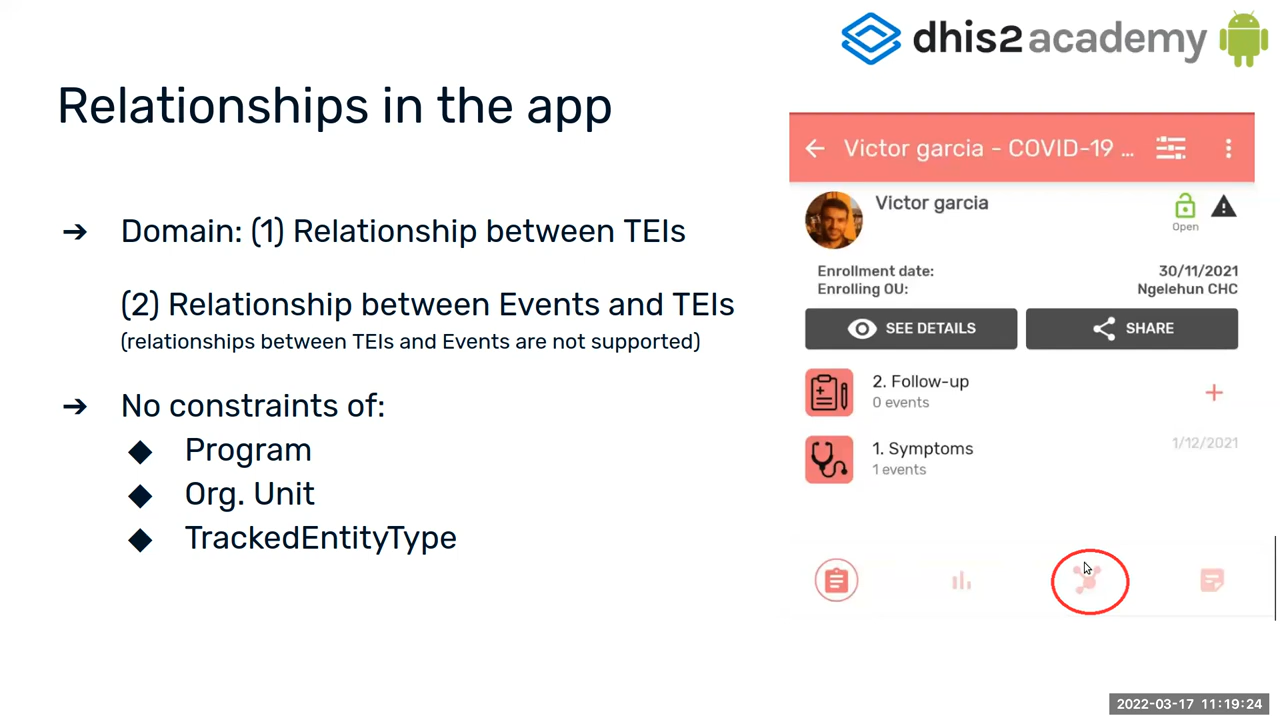 dhis2 academy
Relationships in the app
➔ Domain: (1) Relationship between TEIs
(2) Relationship between Events and TEIs
(relationships between TEIs and Events are not supported)
➔ No constraints of:
◆ Program
◆ Org. Unit
◆ TrackedEntityType
Victor garcia - COVID-19 ...
Victor garcia
Open
Enrollment date: 30/11/2021
Enrolling OU: Ngelehun CHC
SEE DETAILS SHARE
2. Follow-up
0 events
1. Symptoms 1/12/2021
1 events
2022-03-17 11:19:24